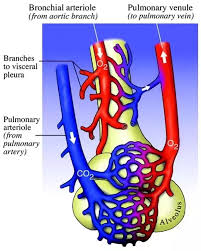 Bronchial arteriole
(from aortic branch)
Pulmonary venule
(to pulmonary vein)
Branches
to visceral
pleura
O2
O2
Pulmonary
arteriole
(from
pulmonary
artery)
CO2
Alveolus